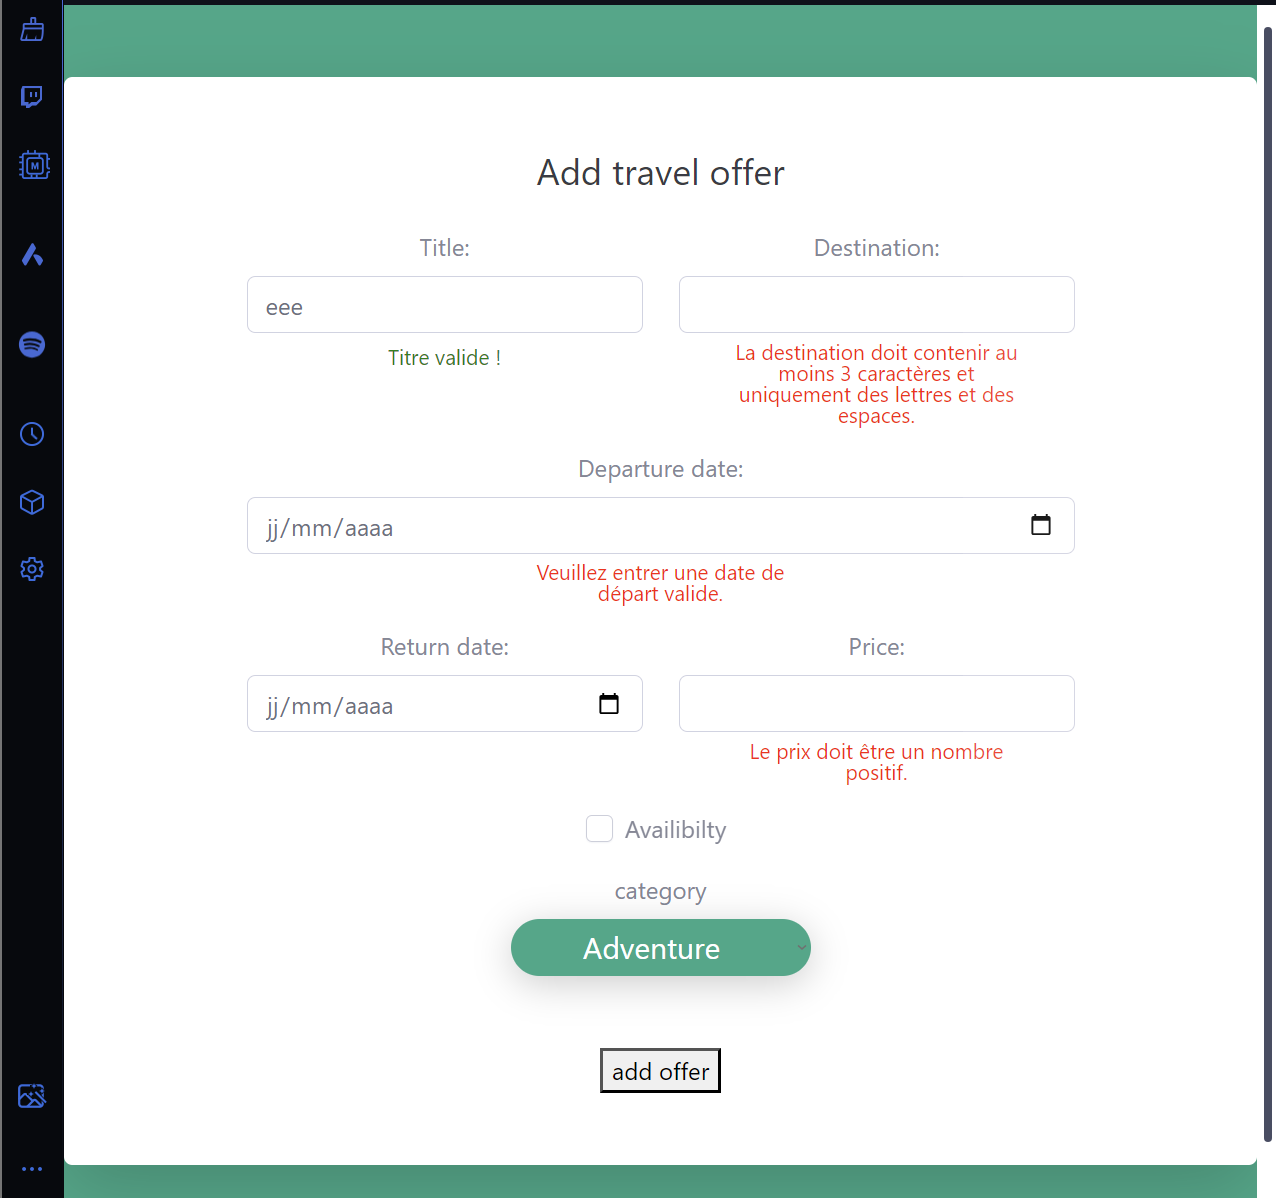 M
Add travel offer
Title:
Destination:
eee
Titre valide !
La destination doit contenir au
moins 3 caractères et
uniquement des lettres et des
espaces.
Departure date:
jj/mm/aaaa
Veuillez entrer une date de
départ valide.
Return date:
Price:
jj/mm/aaaa
Le prix doit être un nombre
positif.
Availibilty
category
Adventure
add offer